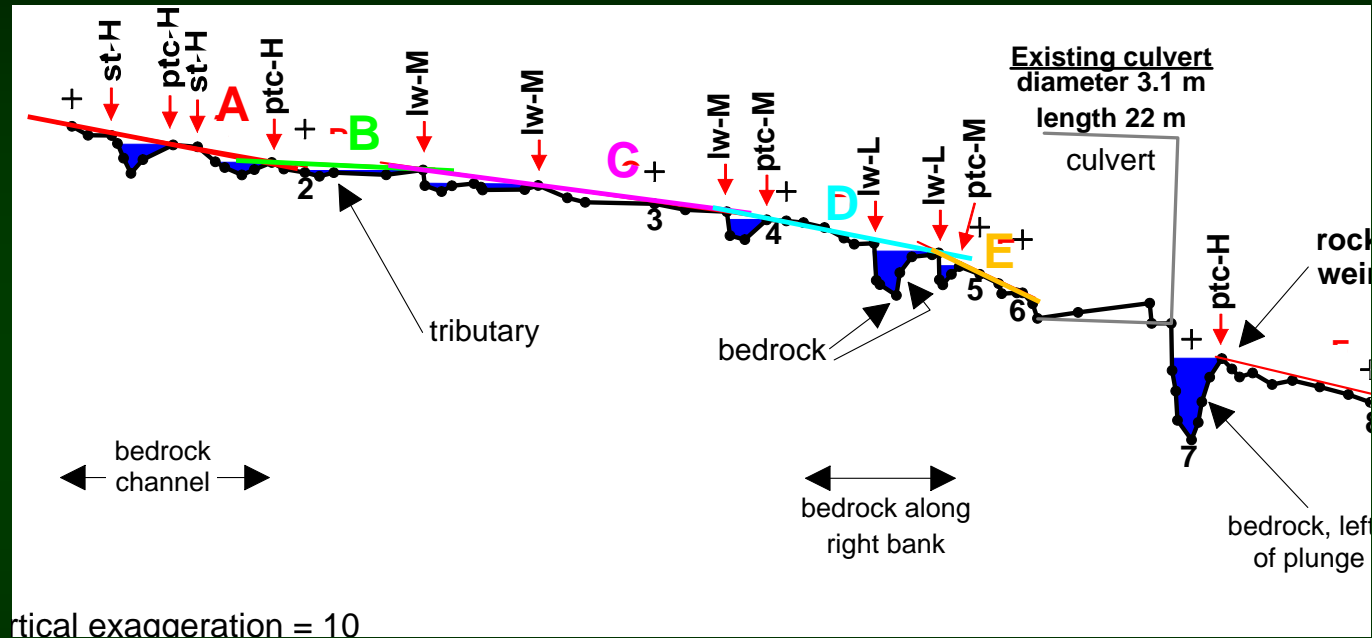 st-H
ptc-H
st-H
A
ptc-H
B
lw-M
lw-M
C
lw-M
ptc-M
D
lw-L
lw-L
ptc-M
E
Existing culvert
diameter 3.1 m
length 22 m
culvert
ptc-H
2
3
4
5
6
7
tributary
bedrock
bedrock
channel
bedrock along
right bank
bedrock, left
of plunge
rtical exaggeration = 10